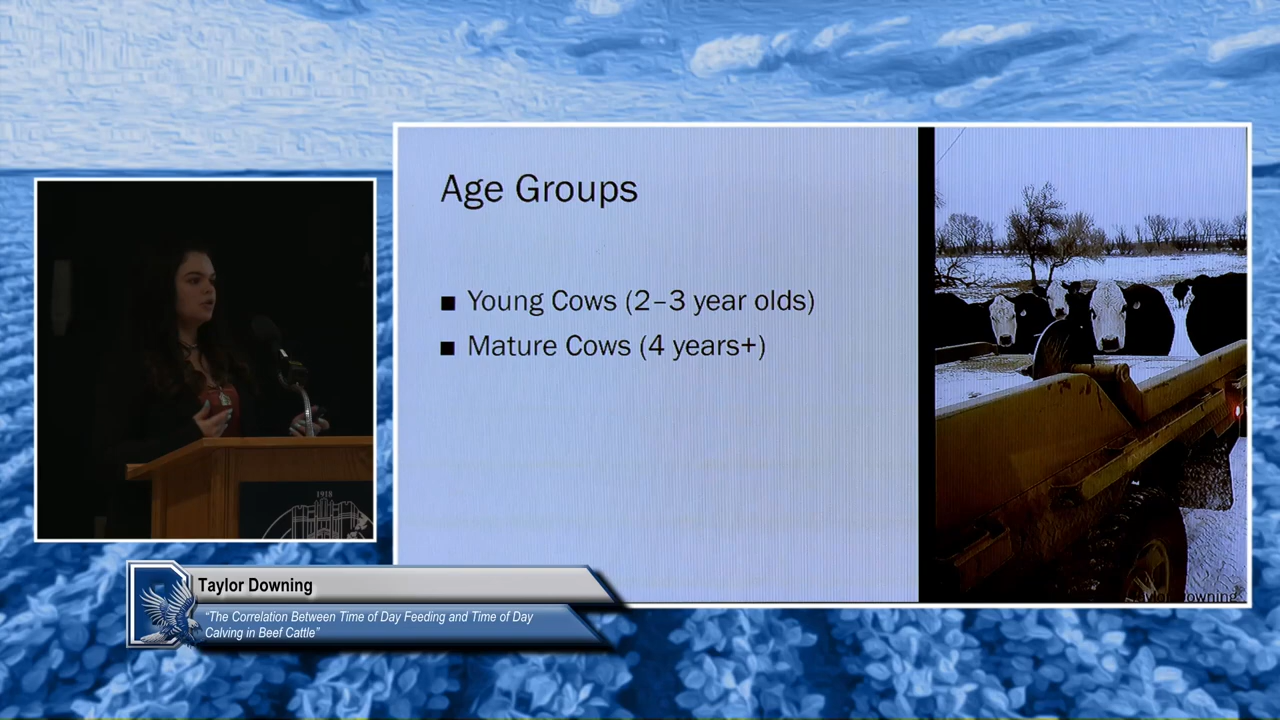 Age Groups
■ Young Cows (2–3 year olds)
■ Mature Cows (4 years+)
1918
Taylor Downing
“The Correlation Between Time of Day Feeding and Time of Day
Calving in Beef Cattle”